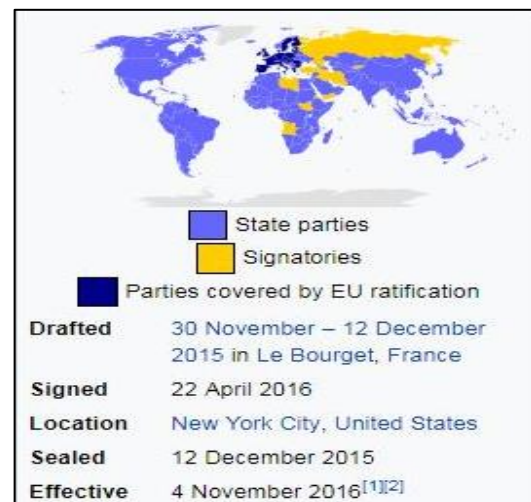 State parties
Signatories
Parties covered by EU ratification
Drafted 30 November – 12 December
2015 in Le Bourget, France
Signed 22 April 2016
Location New York City, United States
Sealed 12 December 2015
Effective 4 November 2016[1][2]